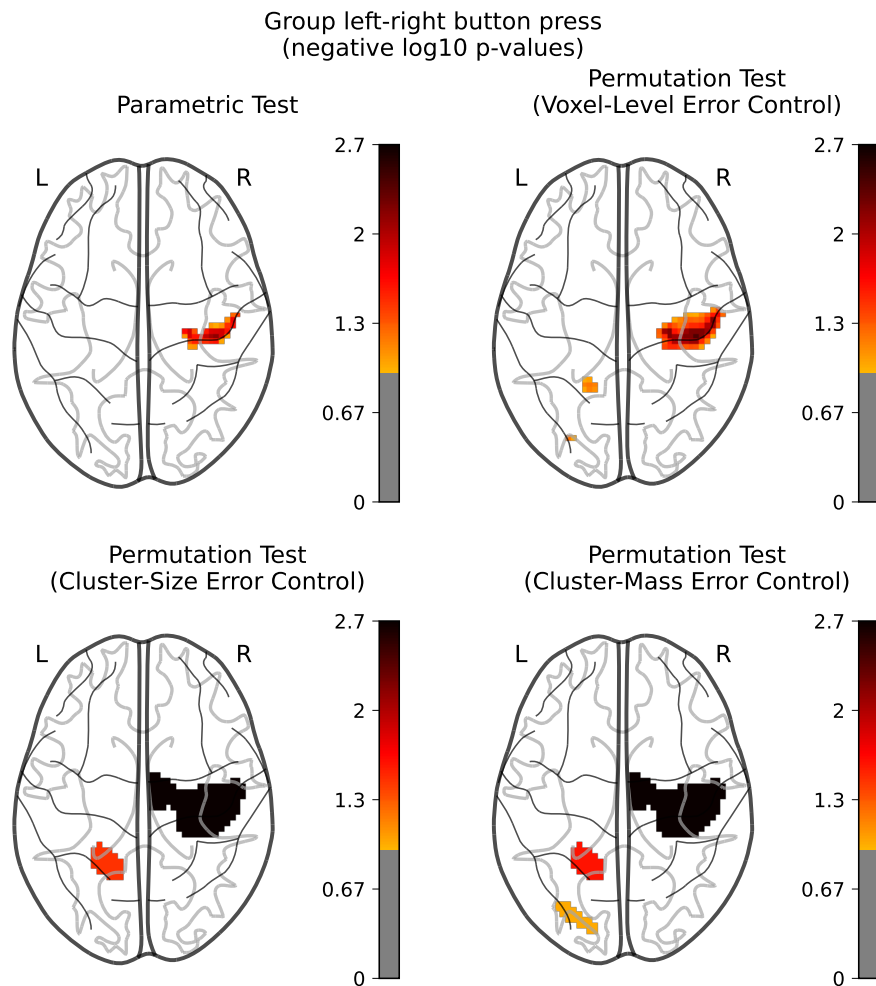 Group left-right button press
(negative log10 p-values)
Parametric Test
Permutation Test
(Voxel-Level Error Control)
L
R
2.7
2
1.3
0.67
0
L
R
2.7
2
1.3
0.67
0
Permutation Test
(Cluster-Size Error Control)
Permutation Test
(Cluster-Mass Error Control)
L
R
2.7
2
1.3
0.67
0
L
R
2.7
2
1.3
0.67
0